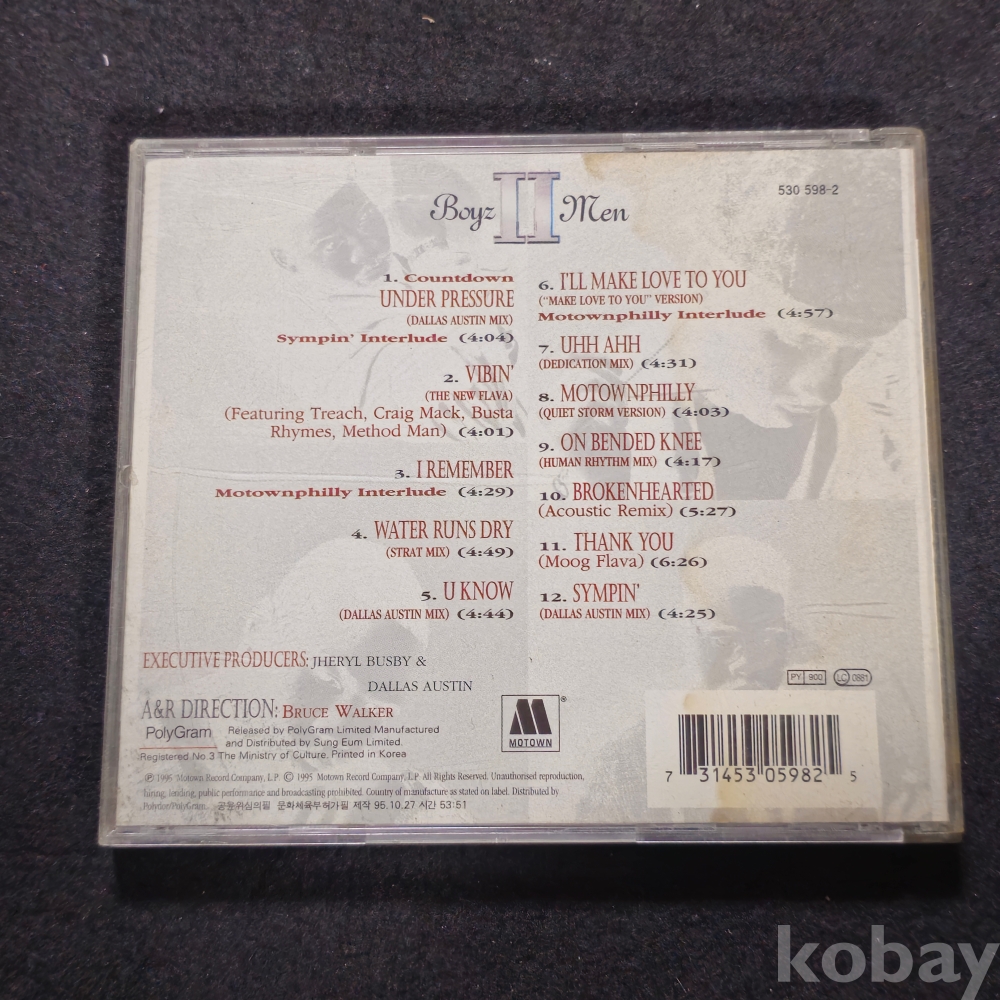 Boyz II Men
530 598-2
1. Countdown
UNDER PRESSURE
(DALLAS AUSTIN MIX)
Sympin' Interlude (4:04)
2. VIBIN'
(THE NEW FLAVA)
(Featuring Treach, Craig Mack, Busta
Rhymes, Method Man) (4:01)
3. I REMEMBER
Motownphilly Interlude (4:29)
4. WATER RUNS DRY
(STRAT MIX) (4:49)
5. U KNOW
(DALLAS AUSTIN MIX) (4:44)
6. I'LL MAKE LOVE TO YOU
("MAKE LOVE TO YOU" VERSION)
Motownphilly Interlude (4:57)
7. UHH AHH
(DEDICATION MIX) (4:31)
8. MOTOWNPHILLY
(QUIET STORM VERSION) (4:03)
9. ON BENDED KNEE
(HUMAN RHYTHM MIX) (4:17)
10. BROKENHEARTED
(Acoustic Remix) (5:27)
11. THANK YOU
(Moog Flava) (6:26)
12. SYMPIN'
(DALLAS AUSTIN MIX) (4:25)
EXECUTIVE PRODUCERS: JHERYL BUSBY &
DALLAS AUSTIN
A&R DIRECTION: BRUCE WALKER
PolyGram
Released by PolyGram Limited Manufactured
and Distributed by Sung Eum Limited.
Registered No.3 The Ministry of Culture. Printed in Korea
℗ 1995 Motown Record Company, L.P. © 1995 Motown Record Company, L.P. All Rights Reserved. Unauthorised reproduction,
hiring, lending, public performance and broadcasting prohibited. Country of manufacture as stated on label. Distributed by
Polydor/PolyGram. 공윤위심의필 문화체육부허가필 제작 95.10.27 시간 53:51
MOTOWN®
PY 900
LC 0881
7 31453 05982 5
kobay